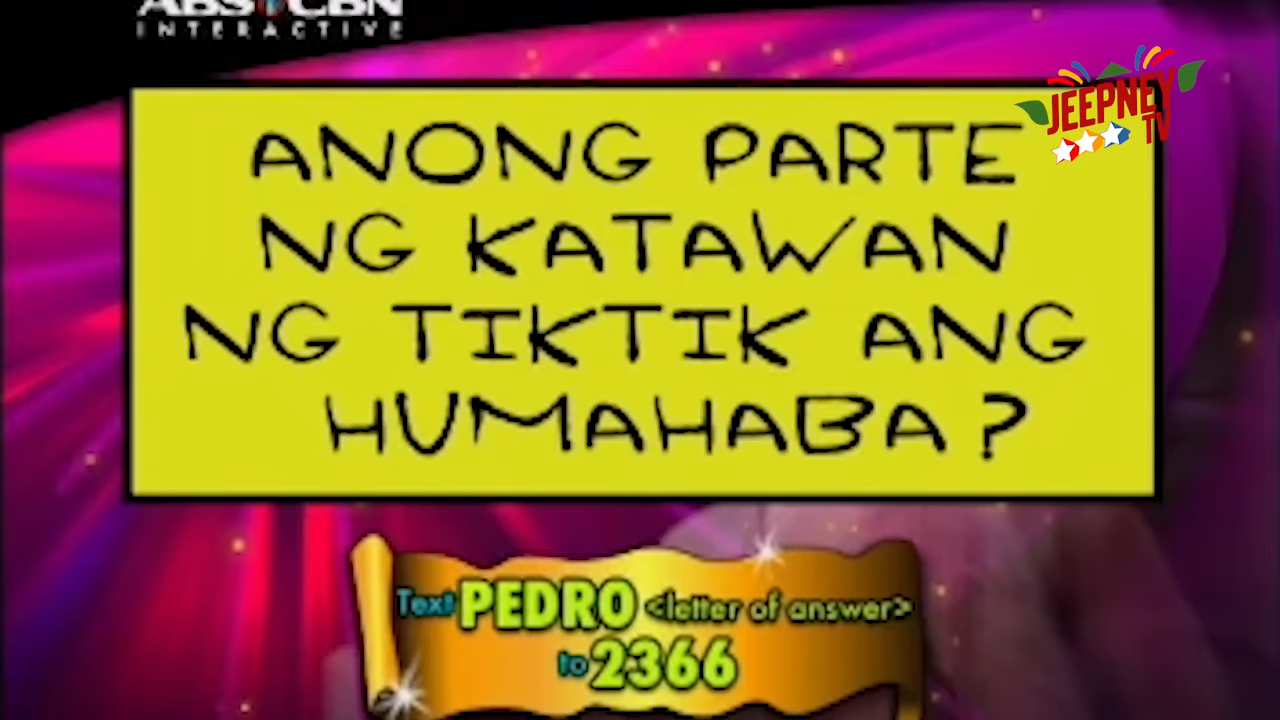 ABS-CBN
INTERACTIVE
JEEPNEY
TV
ANONG PARTE
NG KATAWAN
NG TIKTIK ANG
HUMAHABA?
Text PEDRO <letter of answer>
to 2366